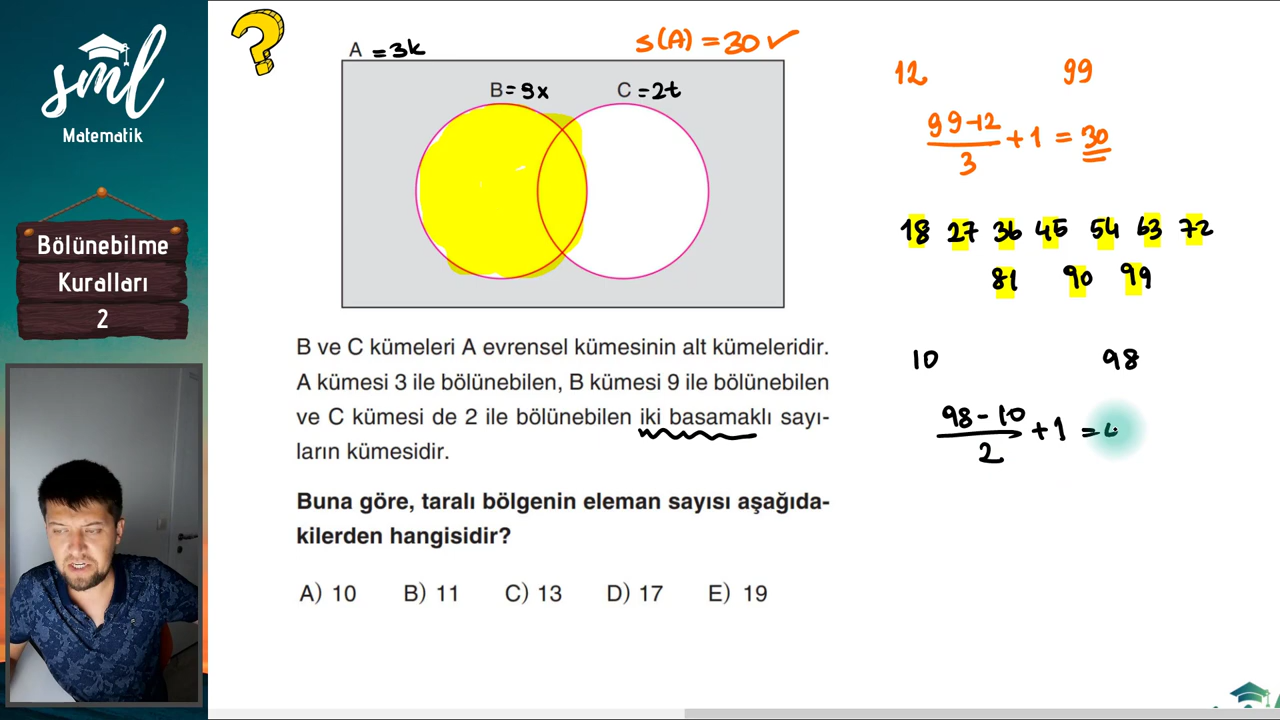 sml
Matematik
Bölünebilme
Kuralları
2
A = 3k
s(A) = 30 ✓
B = 9x
C = 2t
B ve C kümeleri A evrensel kümesinin alt kümeleridir.
A kümesi 3 ile bölünebilen, B kümesi 9 ile bölünebilen
ve C kümesi de 2 ile bölünebilen iki basamaklı sayı-
ların kümesidir.
Buna göre, taralı bölgenin eleman sayısı aşağıda-
kilerden hangisidir?
A) 10 B) 11 C) 13 D) 17 E) 19
12 99
99-12
3
+ 1 = 30
18 27 36 45 54 63 72
81 90 99
10 98
98 - 10
2
+ 1 =